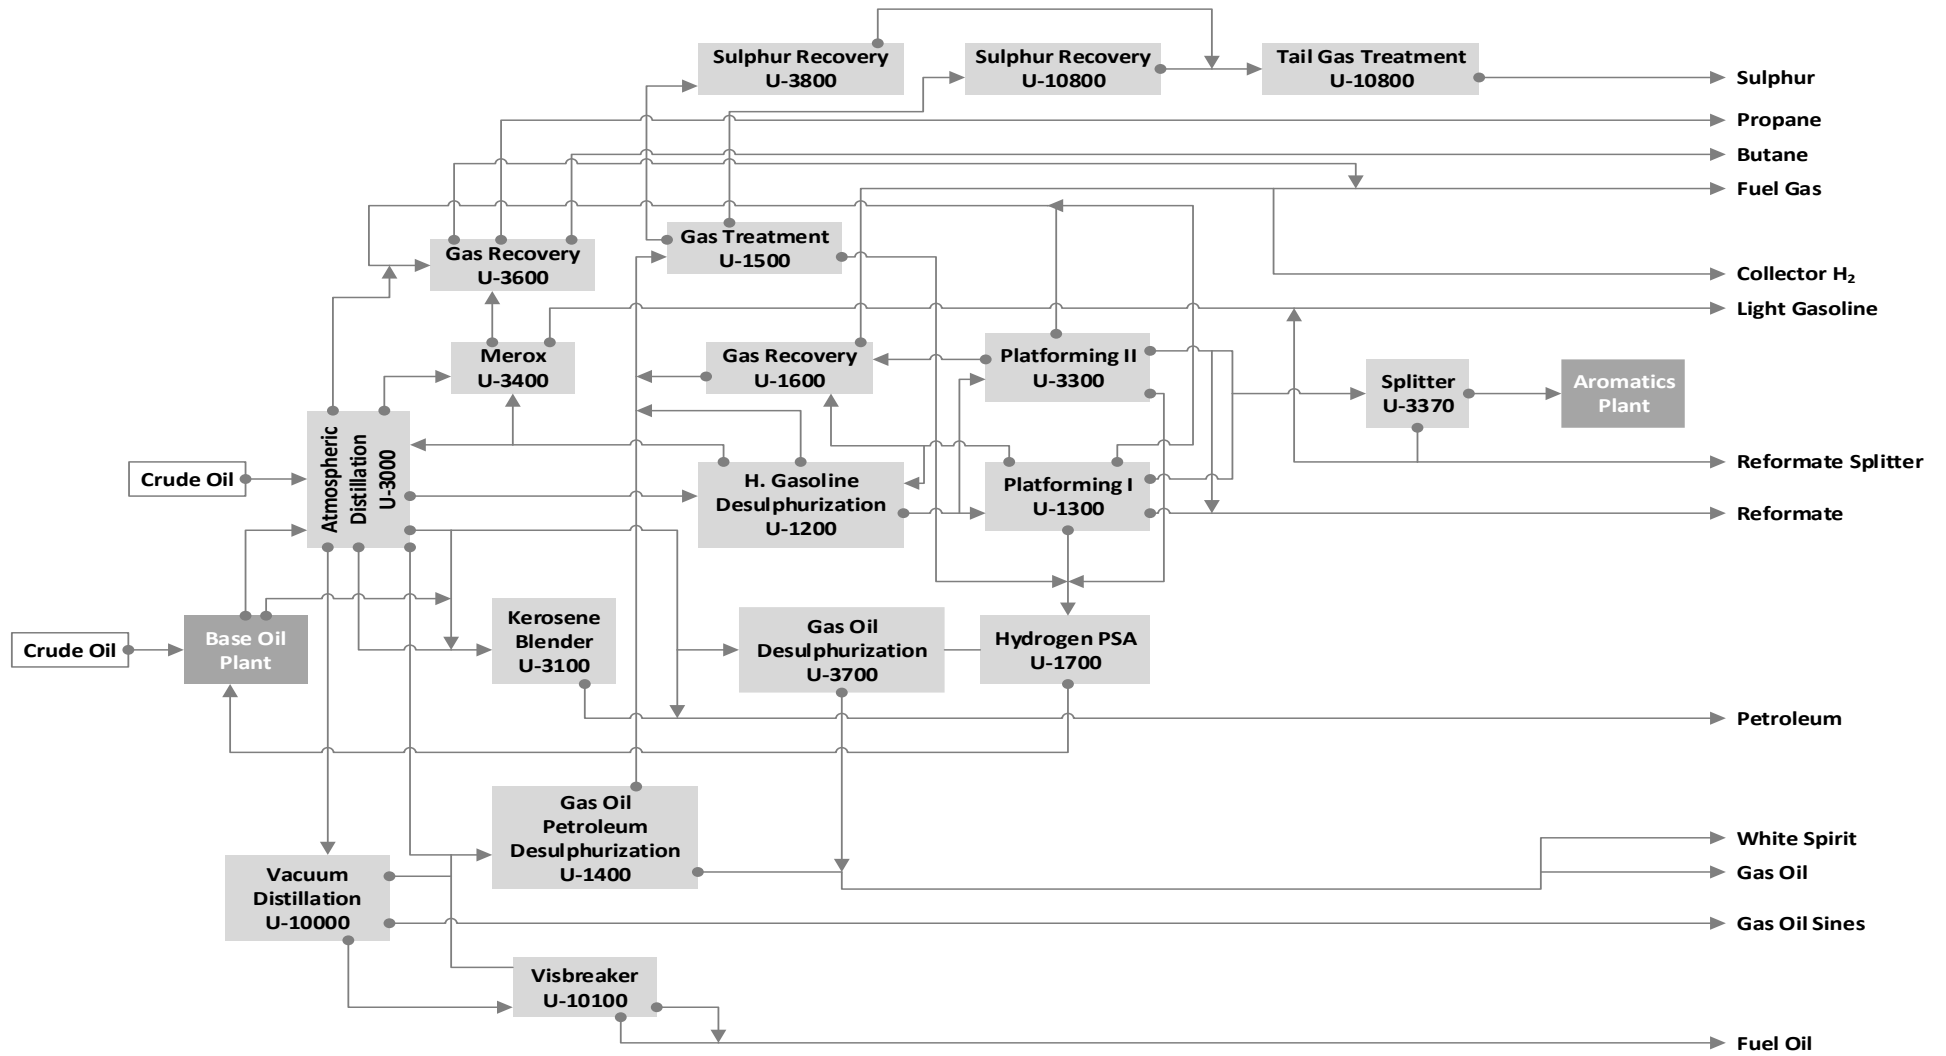 Sulphur Recovery
U-3800
Sulphur Recovery
U-10800
Tail Gas Treatment
U-10800
Sulphur
Propane
Butane
Fuel Gas
Gas Recovery
U-3600
Gas Treatment
U-1500
Collector H₂
Light Gasoline
Merox
U-3400
Gas Recovery
U-1600
Platforming II
U-3300
Splitter
U-3370
Aromatics
Plant
Atmospheric
Distillation
U-3000
Crude Oil
H. Gasoline
Desulphurization
U-1200
Platforming I
U-1300
Reformate Splitter
Reformate
Crude Oil
Base Oil
Plant
Kerosene
Blender
U-3100
Gas Oil
Desulphurization
U-3700
Hydrogen PSA
U-1700
Petroleum
Gas Oil
Petroleum
Desulphurization
U-1400
White Spirit
Gas Oil
Vacuum
Distillation
U-10000
Gas Oil Sines
Visbreaker
U-10100
Fuel Oil